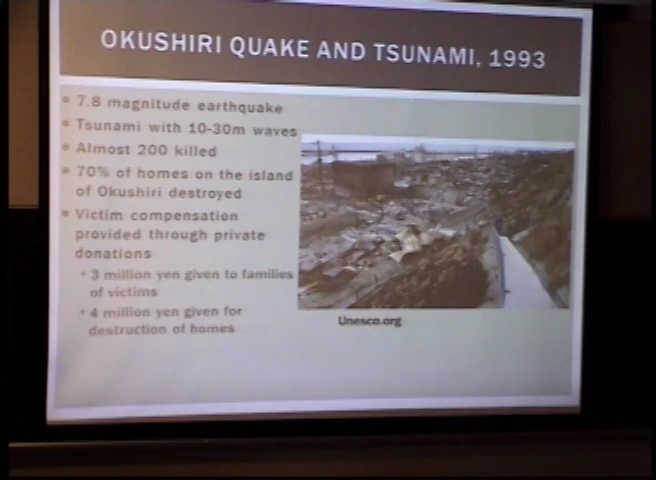 OKUSHIRI QUAKE AND TSUNAMI, 1993
7.8 magnitude earthquake
Tsunami with 10-30m waves
Almost 200 killed
70% of homes on the island
of Okushiri destroyed
Victim compensation
provided through private
donations
3 million yen given to families
of victims
4 million yen given for
destruction of homes
Unesco.org